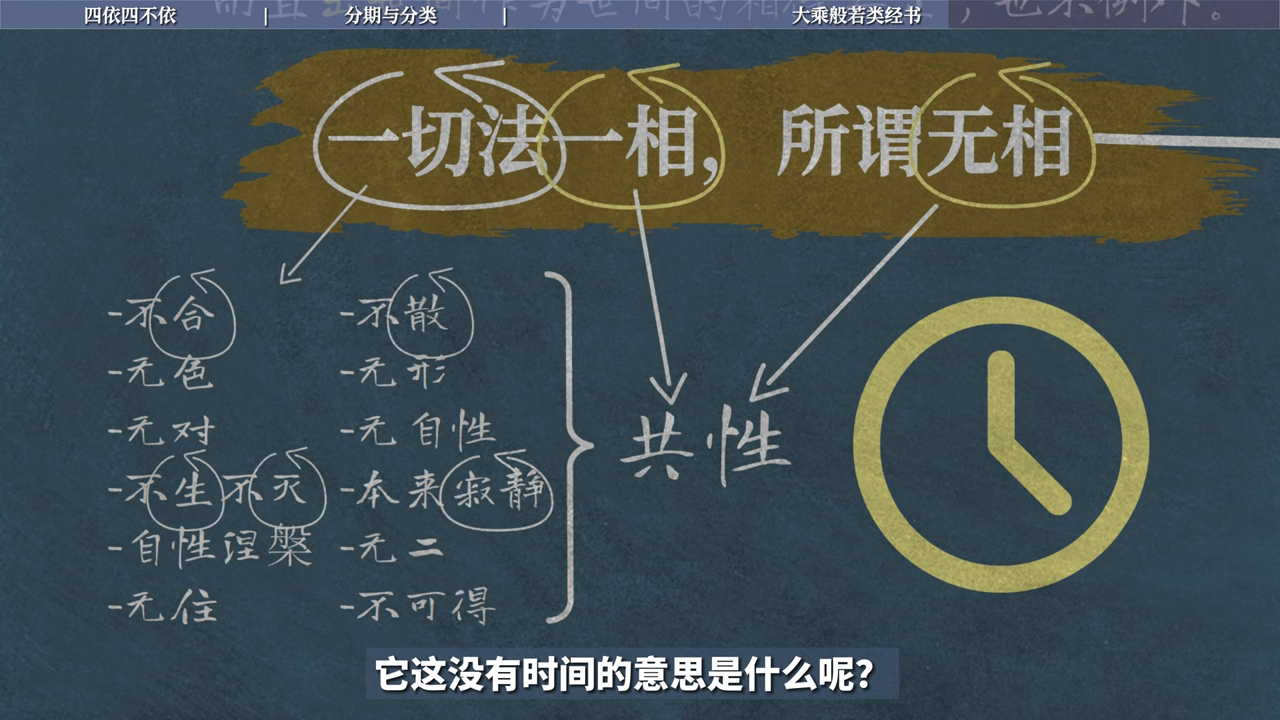 四依四不依 | 分期与分类 | 大乘般若类经书
一切法一相，所谓无相
-不合 -不散
-无色 -无形
-无对 -无自性
-不生不灭 -本来寂静
-自性涅槃 -无二
-无住 -不可得
共性
它这没有时间的意思是什么呢？